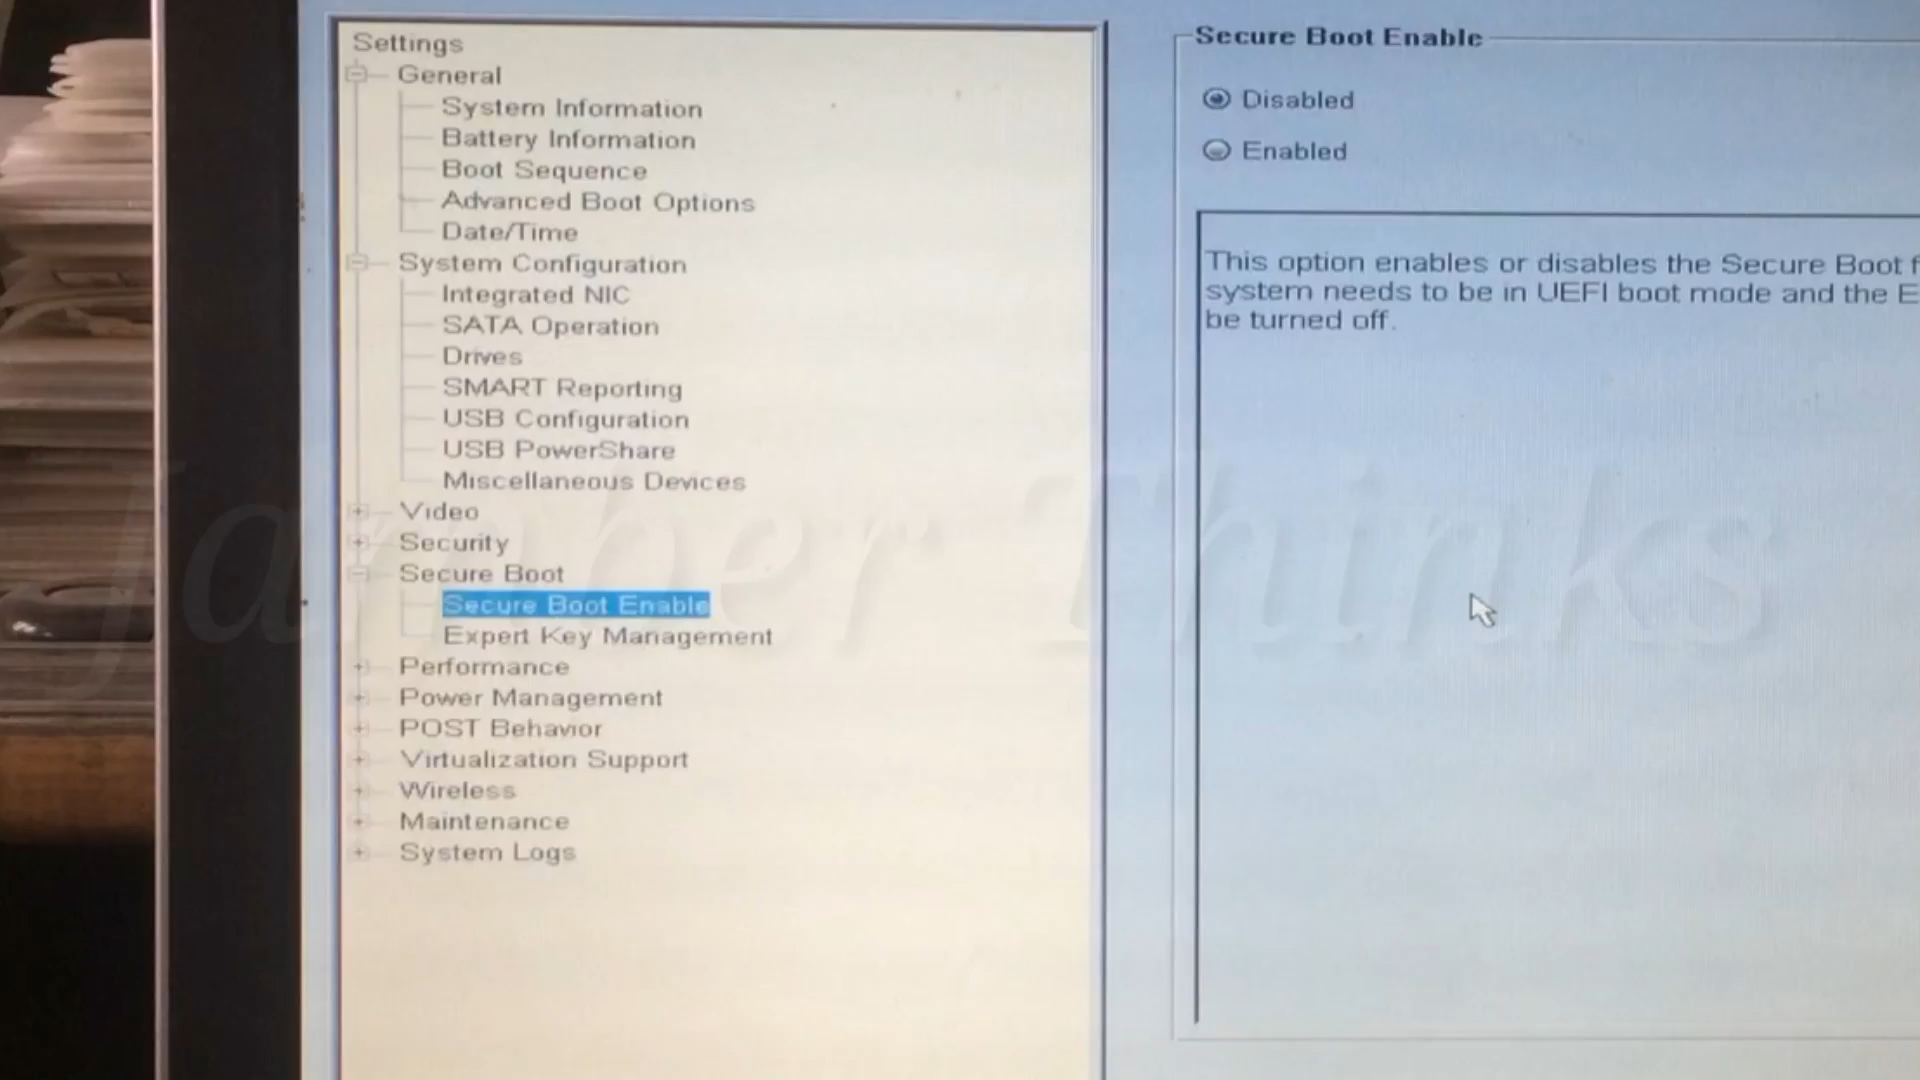 Settings
General
System Information
Battery Information
Boot Sequence
Advanced Boot Options
Date/Time
System Configuration
Integrated NIC
SATA Operation
Drives
SMART Reporting
USB Configuration
USB PowerShare
Miscellaneous Devices
Video
Security
Secure Boot
Secure Boot Enable
Expert Key Management
Performance
Power Management
POST Behavior
Virtualization Support
Wireless
Maintenance
System Logs
Secure Boot Enable
Disabled
Enabled
This option enables or disables the Secure Boot f
system needs to be in UEFI boot mode and the E
be turned off.
Thinks